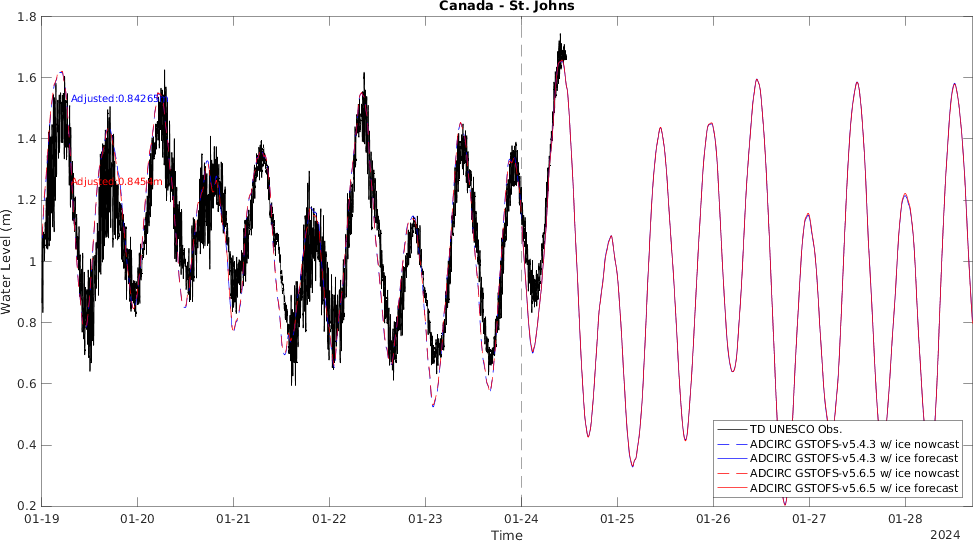 Canada - St. Johns
1.8
1.6
1.4
1.2
1
0.8
0.6
0.4
0.2
Water Level (m)
Adjusted:0.84265m
Adjusted:0.8454m
TD UNESCO Obs.
ADCIRC GSTOFS-v5.4.3 w/ ice nowcast
ADCIRC GSTOFS-v5.4.3 w/ ice forecast
ADCIRC GSTOFS-v5.6.5 w/ ice nowcast
ADCIRC GSTOFS-v5.6.5 w/ ice forecast
01-19 01-20 01-21 01-22 01-23 01-24 01-25 01-26 01-27 01-28
Time
2024